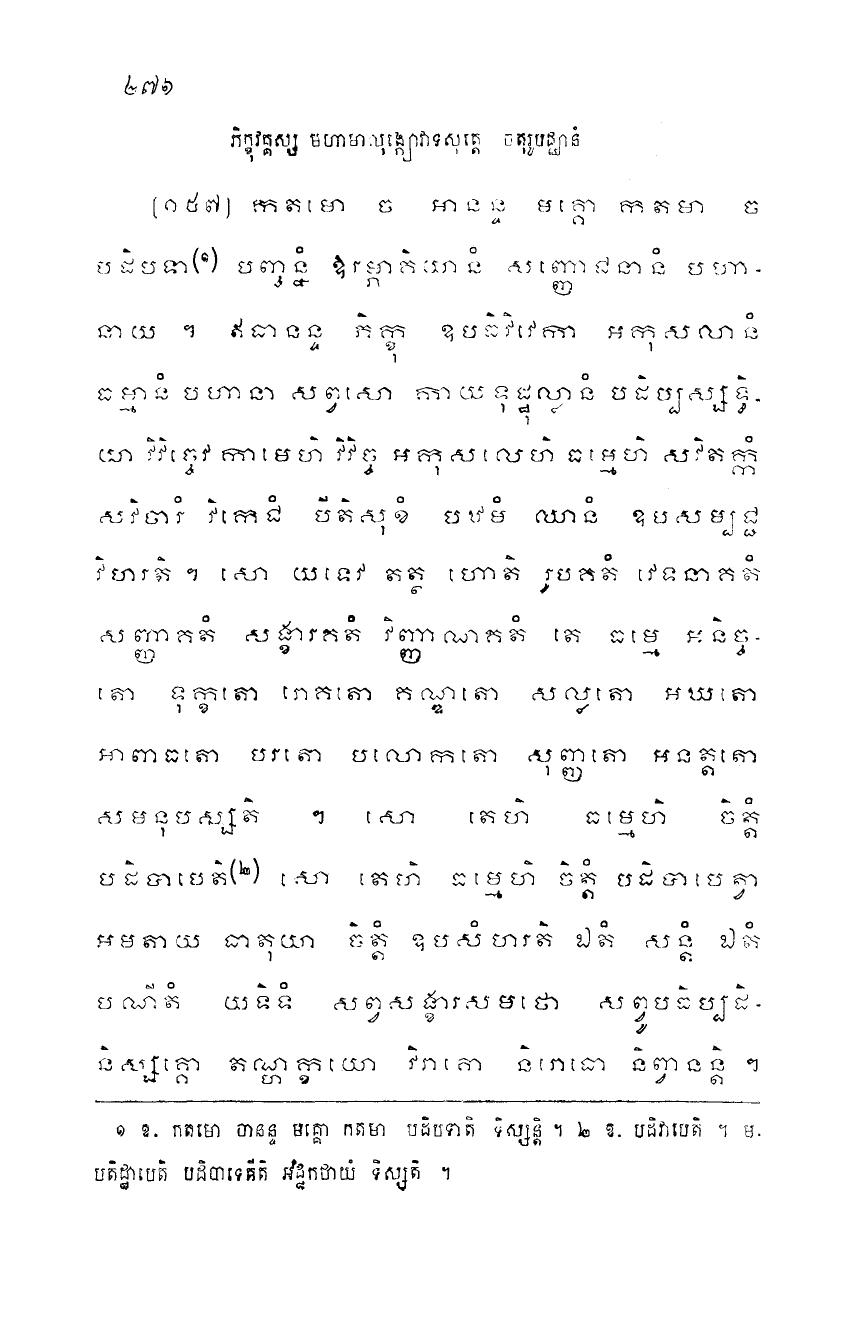 ២៧៦
ភិក្ខុវគ្គស្ស មហាមាលុង្ក្យោវាទសុត្តេ ចតុរូបជ្ឈានំ
[១៥៧] កតមោ ច អានន្ទ មគ្គោ កតមា ច
បដិបទា(១) បញ្ចន្នំ ឱរម្ភាគិយានំ សញ្ញោជនានំ បហា-
នាយ ។ ឥធានន្ទ ភិក្ខុ ឧបធិវិវេកា អកុសលានំ
ធម្មានំ បហានា សព្វសោ កាយទុដ្ឋុល្លានំ បដិប្បស្សទ្ធិ-
យា វិវិច្ចេវ កាមេហិ វិវិច្ច អកុសលេហិ ធម្មេហិ សវិតក្កំ
សវិចារំ វិវេកជំ បីតិសុខំ បឋមំ ឈានំ ឧបសម្បជ្ជ
វិហរតិ ។ សោ យទេវ តត្ថ ហោតិ រូបគតំ វេទនាគតំ
សញ្ញាគតំ សង្ខារគតំ វិញ្ញាណគតំ តេ ធម្មេ អនិច្ច-
តោ ទុក្ខតោ រោគតោ គណ្ឌតោ សល្លតោ អឃតោ
អាពាធតោ បរតោ បលោកតោ សុញ្ញតោ អនត្តតោ
សមនុបស្សតិ ។ សោ តេហិ ធម្មេហិ ចិត្តំ
បដិបាបេតិ(២) សោ តេហិ ធម្មេហិ ចិត្តំ បដិបាបេត្វា
អមតាយ ធាតុយា ចិត្តំ ឧបសំហរតិ ឯតំ សន្តំ ឯតំ
បណីតំ យទិទំ សព្វសង្ខារសមថោ សព្វូបធិប្បដិ-
និស្សគ្គោ តណ្ហក្ខយោ វិរាគោ និរោធោ និព្វានន្តិ ។
១ ឱ. កតមោ ចានន្ទ មគ្គោ កតមា បដិបទាតិ ទិស្សន្តិ ។ ២ ឱ. បដិវាបេតិ ។ ម.
បតិដ្ឋាបេតិ បដិបាទេតីតិ អដ្ឋកថាយំ ទិស្សតិ ។